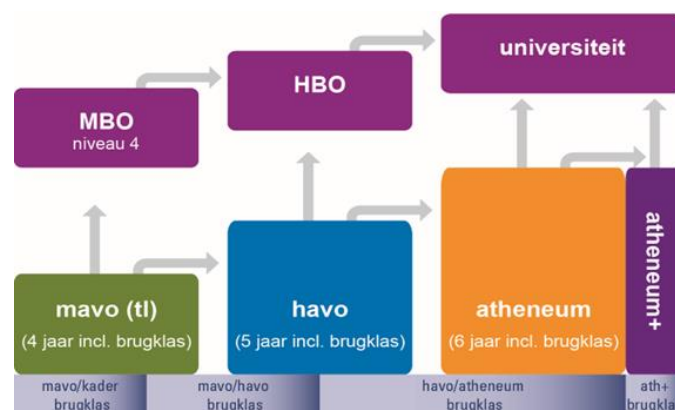 universiteit
HBO
MBO
niveau 4
atheneum+
mavo (tl)
(4 jaar incl. brugklas)
havo
(5 jaar incl. brugklas)
atheneum
(6 jaar incl. brugklas)
mavo/kader
brugklas
mavo/havo
brugklas
havo/atheneum
brugklas
ath+
brugkla